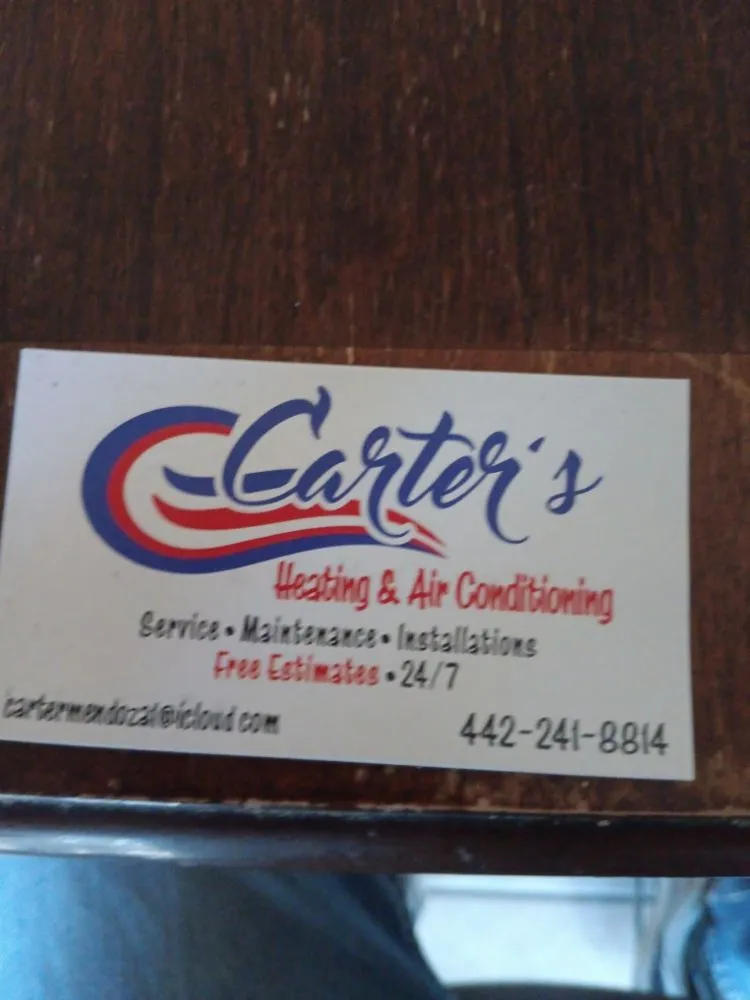 Carter's
Heating & Air Conditioning
Service • Maintenance • Installations
Free Estimates • 24/7
cartermendoza1@icloud.com
442-241-8814